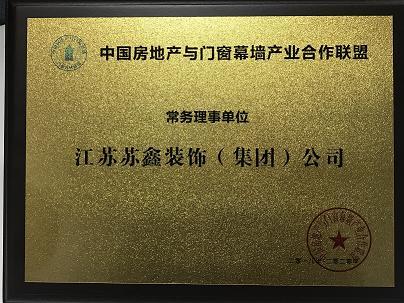 中国房地产与门窗幕墙产业合作联盟
常务理事单位
江苏苏鑫装饰（集团）公司